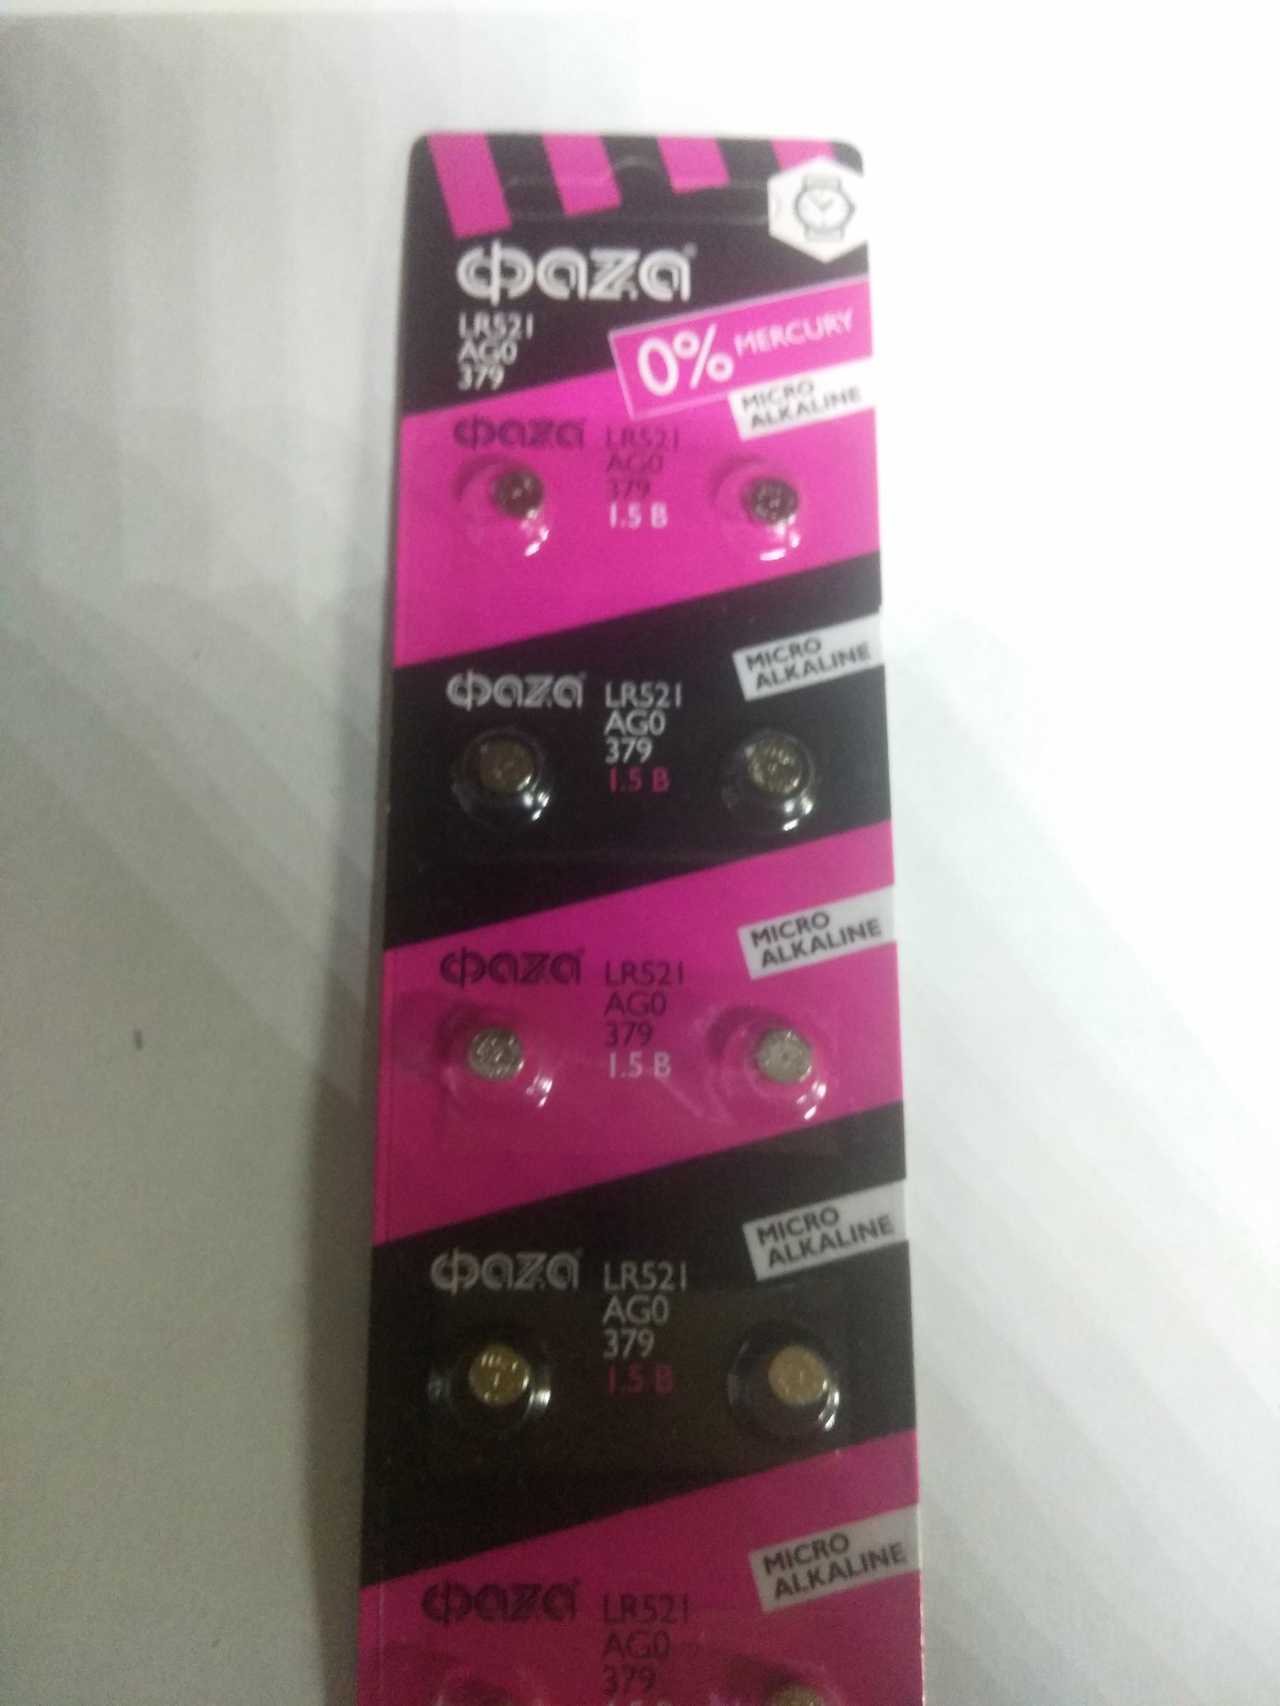 фаza®
LR521
AG0
379
0% MERCURY
MICRO
ALKALINE
фаza
LR521
AG0
379
1.5 В
MICRO
ALKALINE
фаza
LR521
AG0
379
1.5 В
MICRO
ALKALINE
фаza
LR521
AG0
379
1.5 В
MICRO
ALKALINE
фаza
LR521
AG0
379
1.5 В
MICRO
ALKALINE
фаza
LR521
AG0
379
1.5 В